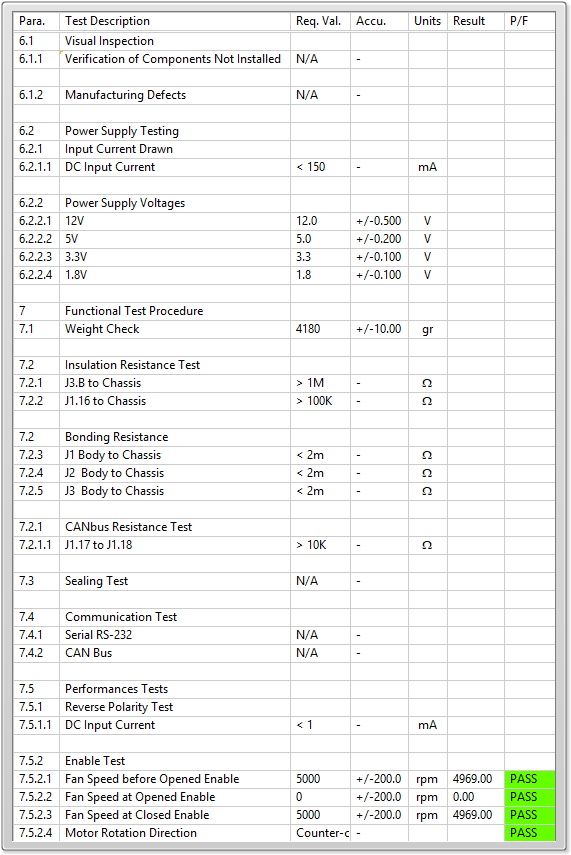 Para. Test Description Req. Val. Accu. Units Result P/F
6.1 Visual Inspection
6.1.1 Verification of Components Not Installed N/A -
6.1.2 Manufacturing Defects N/A -
6.2 Power Supply Testing
6.2.1 Input Current Drawn
6.2.1.1 DC Input Current < 150 - mA
6.2.2 Power Supply Voltages
6.2.2.1 12V 12.0 +/-0.500 V
6.2.2.2 5V 5.0 +/-0.200 V
6.2.2.3 3.3V 3.3 +/-0.100 V
6.2.2.4 1.8V 1.8 +/-0.100 V
7 Functional Test Procedure
7.1 Weight Check 4180 +/-10.00 gr
7.2 Insulation Resistance Test
7.2.1 J3.B to Chassis > 1M - Ω
7.2.2 J1.16 to Chassis > 100K - Ω
7.2 Bonding Resistance
7.2.3 J1 Body to Chassis < 2m - Ω
7.2.4 J2 Body to Chassis < 2m - Ω
7.2.5 J3 Body to Chassis < 2m - Ω
7.2.1 CANbus Resistance Test
7.2.1.1 J1.17 to J1.18 > 10K - Ω
7.3 Sealing Test N/A -
7.4 Communication Test
7.4.1 Serial RS-232 N/A -
7.4.2 CAN Bus N/A -
7.5 Performances Tests
7.5.1 Reverse Polarity Test
7.5.1.1 DC Input Current < 1 - mA
7.5.2 Enable Test
7.5.2.1 Fan Speed before Opened Enable 5000 +/-200.0 rpm 4969.00 PASS
7.5.2.2 Fan Speed at Opened Enable 0 +/-200.0 rpm 0.00 PASS
7.5.2.3 Fan Speed at Closed Enable 5000 +/-200.0 rpm 4969.00 PASS
7.5.2.4 Motor Rotation Direction Counter-c - PASS